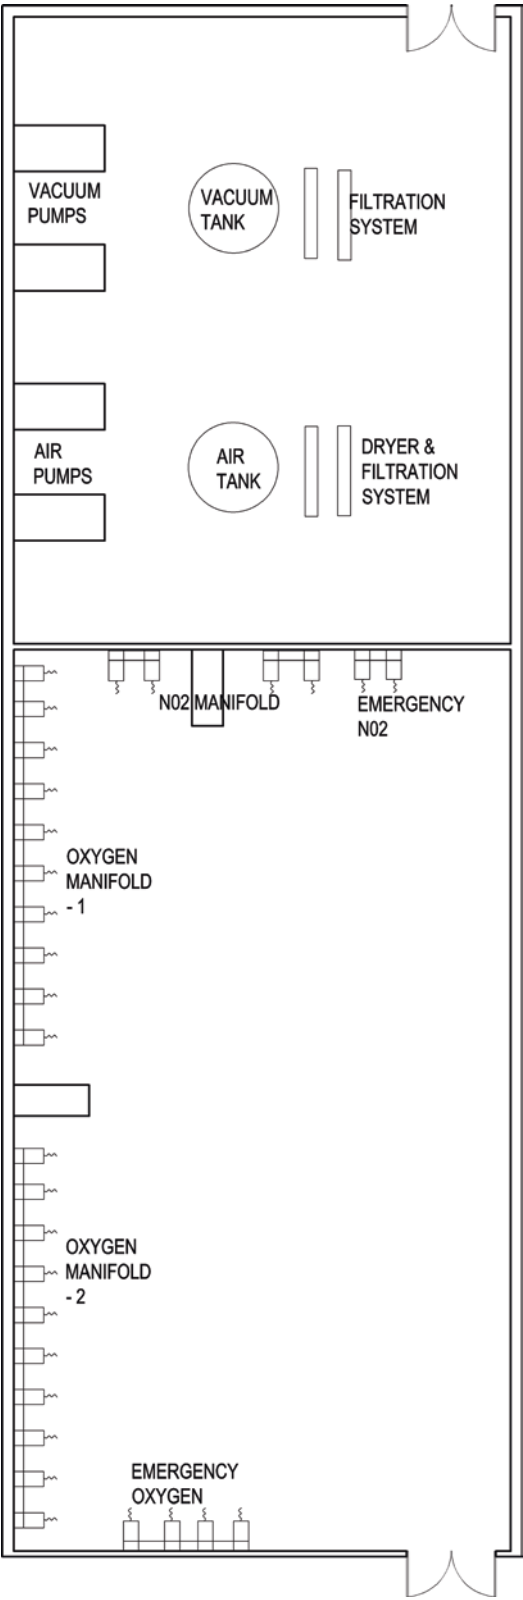 VACUUM
PUMPS
VACUUM
TANK
FILTRATION
SYSTEM
AIR
PUMPS
AIR
TANK
DRYER &
FILTRATION
SYSTEM
N02 MANIFOLD
EMERGENCY
N02
OXYGEN
MANIFOLD
- 1
OXYGEN
MANIFOLD
- 2
EMERGENCY
OXYGEN